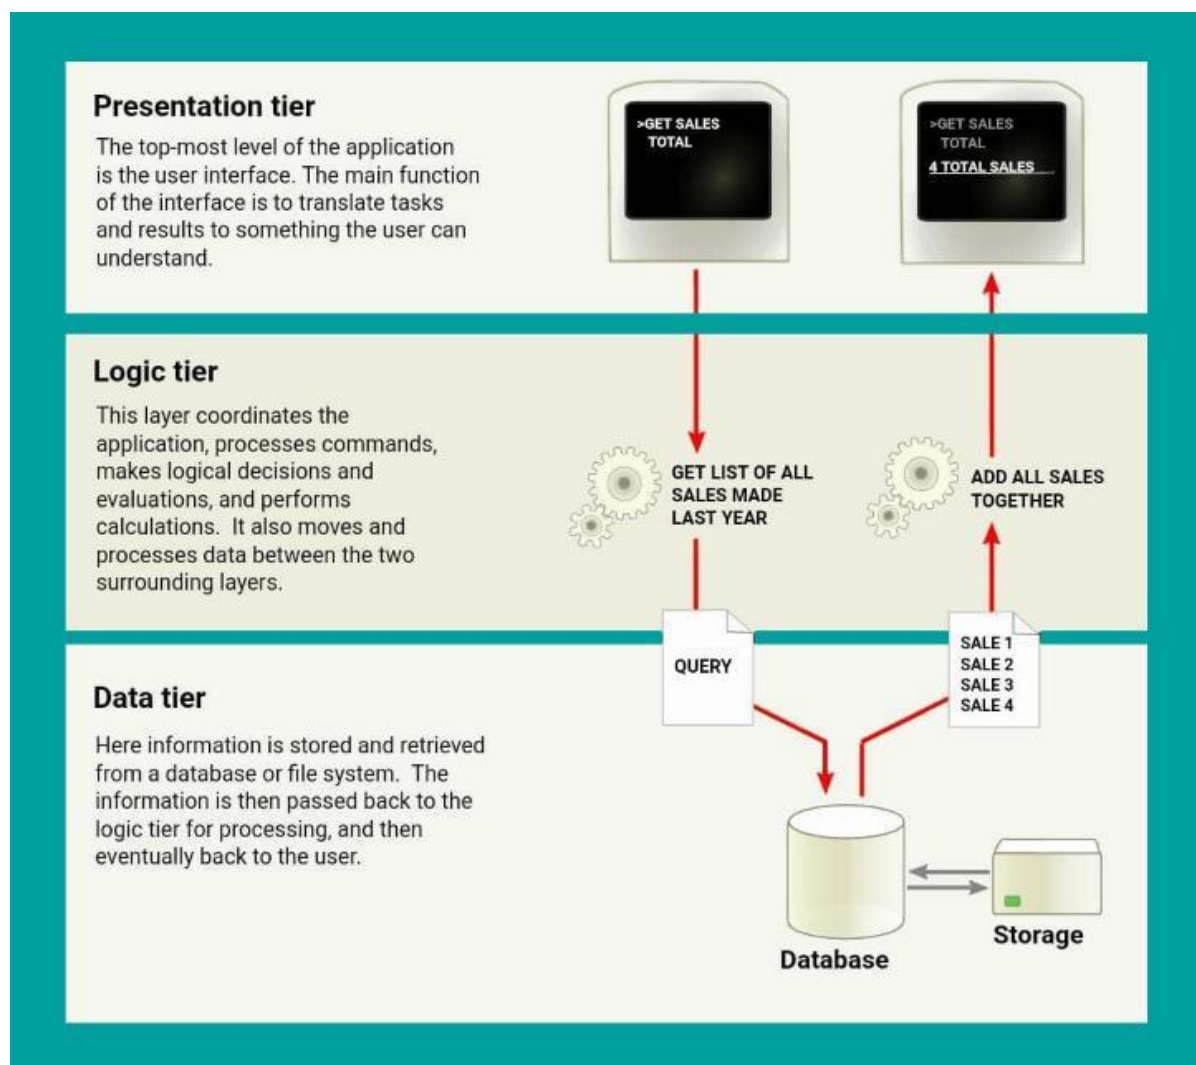 Presentation tier
The top-most level of the application
is the user interface. The main function
of the interface is to translate tasks
and results to something the user can
understand.
>GET SALES
TOTAL
>GET SALES
TOTAL
4 TOTAL SALES
Logic tier
This layer coordinates the
application, processes commands,
makes logical decisions and
evaluations, and performs
calculations. It also moves and
processes data between the two
surrounding layers.
GET LIST OF ALL
SALES MADE
LAST YEAR
ADD ALL SALES
TOGETHER
QUERY
SALE 1
SALE 2
SALE 3
SALE 4
Data tier
Here information is stored and retrieved
from a database or file system. The
information is then passed back to the
logic tier for processing, and then
eventually back to the user.
Database
Storage